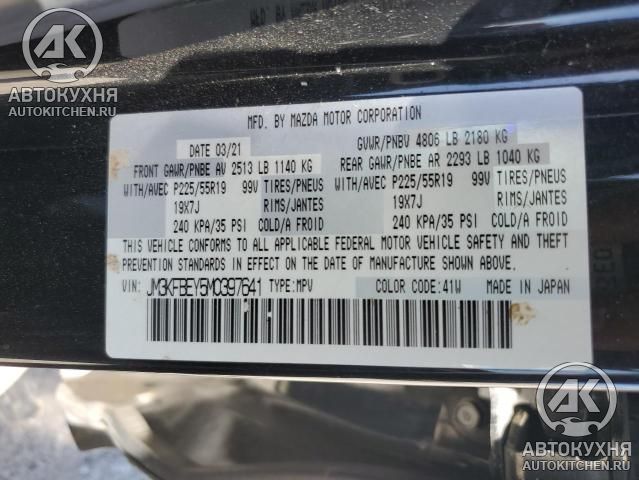 АВТОКУХНЯ
AUTOKITCHEN.RU
MFD. BY MAZDA MOTOR CORPORATION
DATE 03/21 GVWR/PNBV 4806 LB 2180 KG
FRONT GAWR/PNBE AV 2513 LB 1140 KG REAR GAWR/PNBE AR 2293 LB 1040 KG
WITH/AVEC P225/55R19 99V TIRES/PNEUS WITH/AVEC P225/55R19 99V TIRES/PNEUS
19X7J RIMS/JANTES 19X7J RIMS/JANTES
240 KPA/35 PSI COLD/A FROID 240 KPA/35 PSI COLD/A FROID
THIS VEHICLE CONFORMS TO ALL APPLICABLE FEDERAL MOTOR VEHICLE SAFETY AND THEFT
PREVENTION STANDARDS IN EFFECT ON THE DATE OF MANUFACTURE SHOWN ABOVE.
VIN: JM3KFBEY5M0397641 TYPE:MPV COLOR CODE:41W MADE IN JAPAN
АК
АВТОКУХНЯ
AUTOKITCHEN.RU